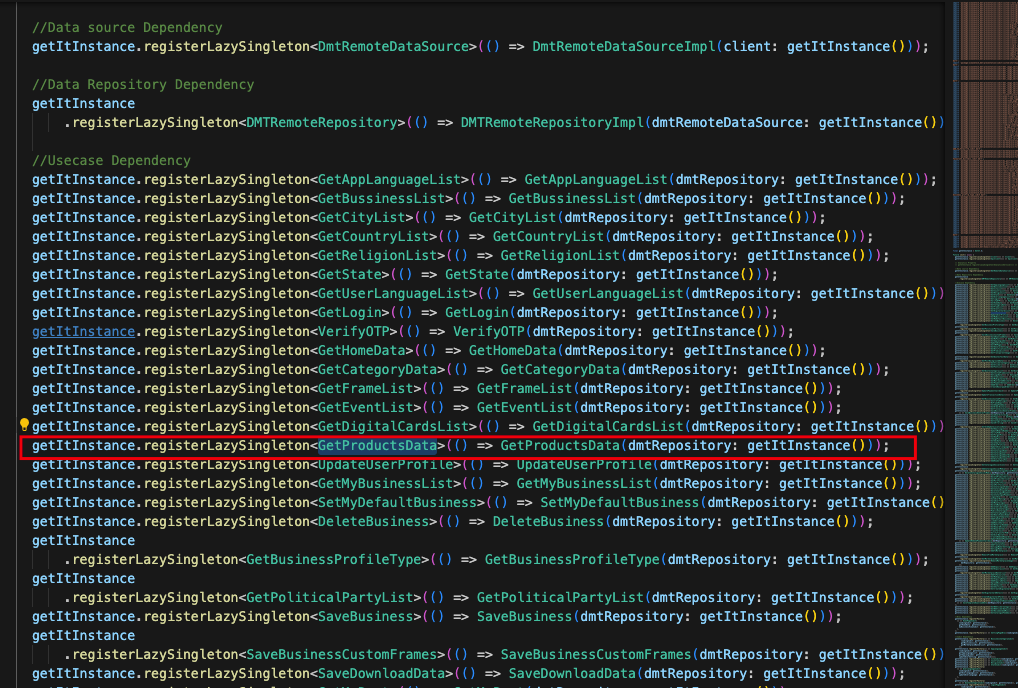 //Data source Dependency
getItInstance.registerLazySingleton<DmtRemoteDataSource>(() => DmtRemoteDataSourceImpl(client: getItInstance()));
//Data Repository Dependency
getItInstance
.registerLazySingleton<DMTRemoteRepository>(() => DMTRemoteRepositoryImpl(dmtRemoteDataSource: getItInstance())
//Usecase Dependency
getItInstance.registerLazySingleton<GetAppLanguageList>(() => GetAppLanguageList(dmtRepository: getItInstance()));
getItInstance.registerLazySingleton<GetBussinessList>(() => GetBussinessList(dmtRepository: getItInstance()));
getItInstance.registerLazySingleton<GetCityList>(() => GetCityList(dmtRepository: getItInstance()));
getItInstance.registerLazySingleton<GetCountryList>(() => GetCountryList(dmtRepository: getItInstance()));
getItInstance.registerLazySingleton<GetReligionList>(() => GetReligionList(dmtRepository: getItInstance()));
getItInstance.registerLazySingleton<GetState>(() => GetState(dmtRepository: getItInstance()));
getItInstance.registerLazySingleton<GetUserLanguageList>(() => GetUserLanguageList(dmtRepository: getItInstance()))
getItInstance.registerLazySingleton<GetLogin>(() => GetLogin(dmtRepository: getItInstance()));
getItInstance.registerLazySingleton<VerifyOTP>(() => VerifyOTP(dmtRepository: getItInstance()));
getItInstance.registerLazySingleton<GetHomeData>(() => GetHomeData(dmtRepository: getItInstance()));
getItInstance.registerLazySingleton<GetCategoryData>(() => GetCategoryData(dmtRepository: getItInstance()));
getItInstance.registerLazySingleton<GetFrameList>(() => GetFrameList(dmtRepository: getItInstance()));
getItInstance.registerLazySingleton<GetEventList>(() => GetEventList(dmtRepository: getItInstance()));
getItInstance.registerLazySingleton<GetDigitalCardsList>(() => GetDigitalCardsList(dmtRepository: getItInstance()))
getItInstance.registerLazySingleton<GetProductsData>(() => GetProductsData(dmtRepository: getItInstance()));
getItInstance.registerLazySingleton<UpdateUserProfile>(() => UpdateUserProfile(dmtRepository: getItInstance()));
getItInstance.registerLazySingleton<GetMyBusinessList>(() => GetMyBusinessList(dmtRepository: getItInstance()));
getItInstance.registerLazySingleton<SetMyDefaultBusiness>(() => SetMyDefaultBusiness(dmtRepository: getItInstance()
getItInstance.registerLazySingleton<DeleteBusiness>(() => DeleteBusiness(dmtRepository: getItInstance()));
getItInstance
.registerLazySingleton<GetBusinessProfileType>(() => GetBusinessProfileType(dmtRepository: getItInstance()));
getItInstance
.registerLazySingleton<GetPoliticalPartyList>(() => GetPoliticalPartyList(dmtRepository: getItInstance()));
getItInstance.registerLazySingleton<SaveBusiness>(() => SaveBusiness(dmtRepository: getItInstance()));
getItInstance
.registerLazySingleton<SaveBusinessCustomFrames>(() => SaveBusinessCustomFrames(dmtRepository: getItInstance())
getItInstance.registerLazySingleton<SaveDownloadData>(() => SaveDownloadData(dmtRepository: getItInstance()));